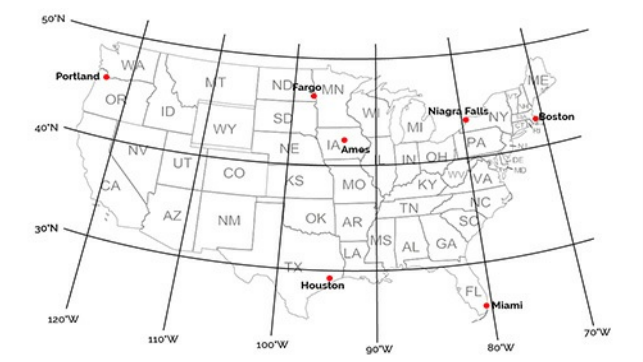 50°N
WA
Portland
MT
ND
Fargo
MN
ME
OR
ID
WI
Niagra Falls
NY
Boston
SD
MI
WY
40°N
IA
Ames
PA
NV
UT
NE
IL
IN
OH
DE
MD
CO
WV
VA
CA
KS
MO
KY
NC
AZ
NM
OK
AR
TN
SC
30°N
MS
AL
GA
LA
TX
Houston
FL
Miami
120°W
110°W
100°W
90°W
80°W
70°W